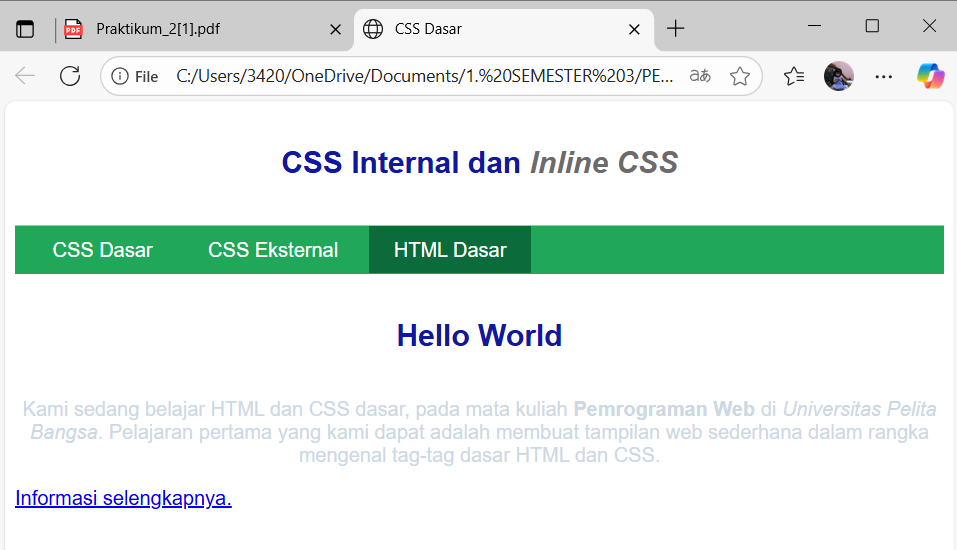 Praktikum_2[1].pdf
CSS Dasar
File
C:/Users/3420/OneDrive/Documents/1.%20SEMESTER%203/PE...
aあ
CSS Internal dan Inline CSS
CSS Dasar
CSS Eksternal
HTML Dasar
Hello World
Kami sedang belajar HTML dan CSS dasar, pada mata kuliah Pemrograman Web di Universitas Pelita
Bangsa. Pelajaran pertama yang kami dapat adalah membuat tampilan web sederhana dalam rangka
mengenal tag-tag dasar HTML dan CSS.
Informasi selengkapnya.